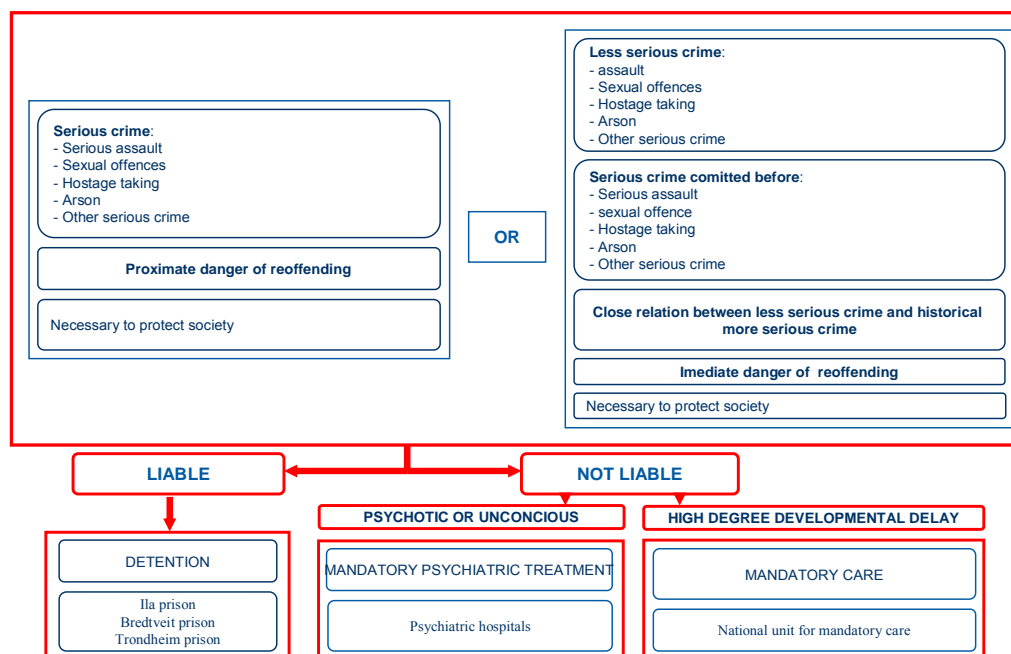 Serious crime:
- Serious assault
- Sexual offences
- Hostage taking
- Arson
- Other serious crime
Proximate danger of reoffending
Necessary to protect society
OR
Less serious crime:
- assault
- Sexual offences
- Hostage taking
- Arson
- Other serious crime
Serious crime comitted before:
- Serious assault
- sexual offence
- Hostage taking
- Arson
- Other serious crime
Close relation between less serious crime and historical
more serious crime
Imediate danger of reoffending
Necessary to protect society
LIABLE
NOT LIABLE
PSYCHOTIC OR UNCONCIOUS
HIGH DEGREE DEVELOPMENTAL DELAY
DETENTION
Ila prison
Bredtveit prison
Trondheim prison
MANDATORY PSYCHIATRIC TREATMENT
Psychiatric hospitals
MANDATORY CARE
National unit for mandatory care